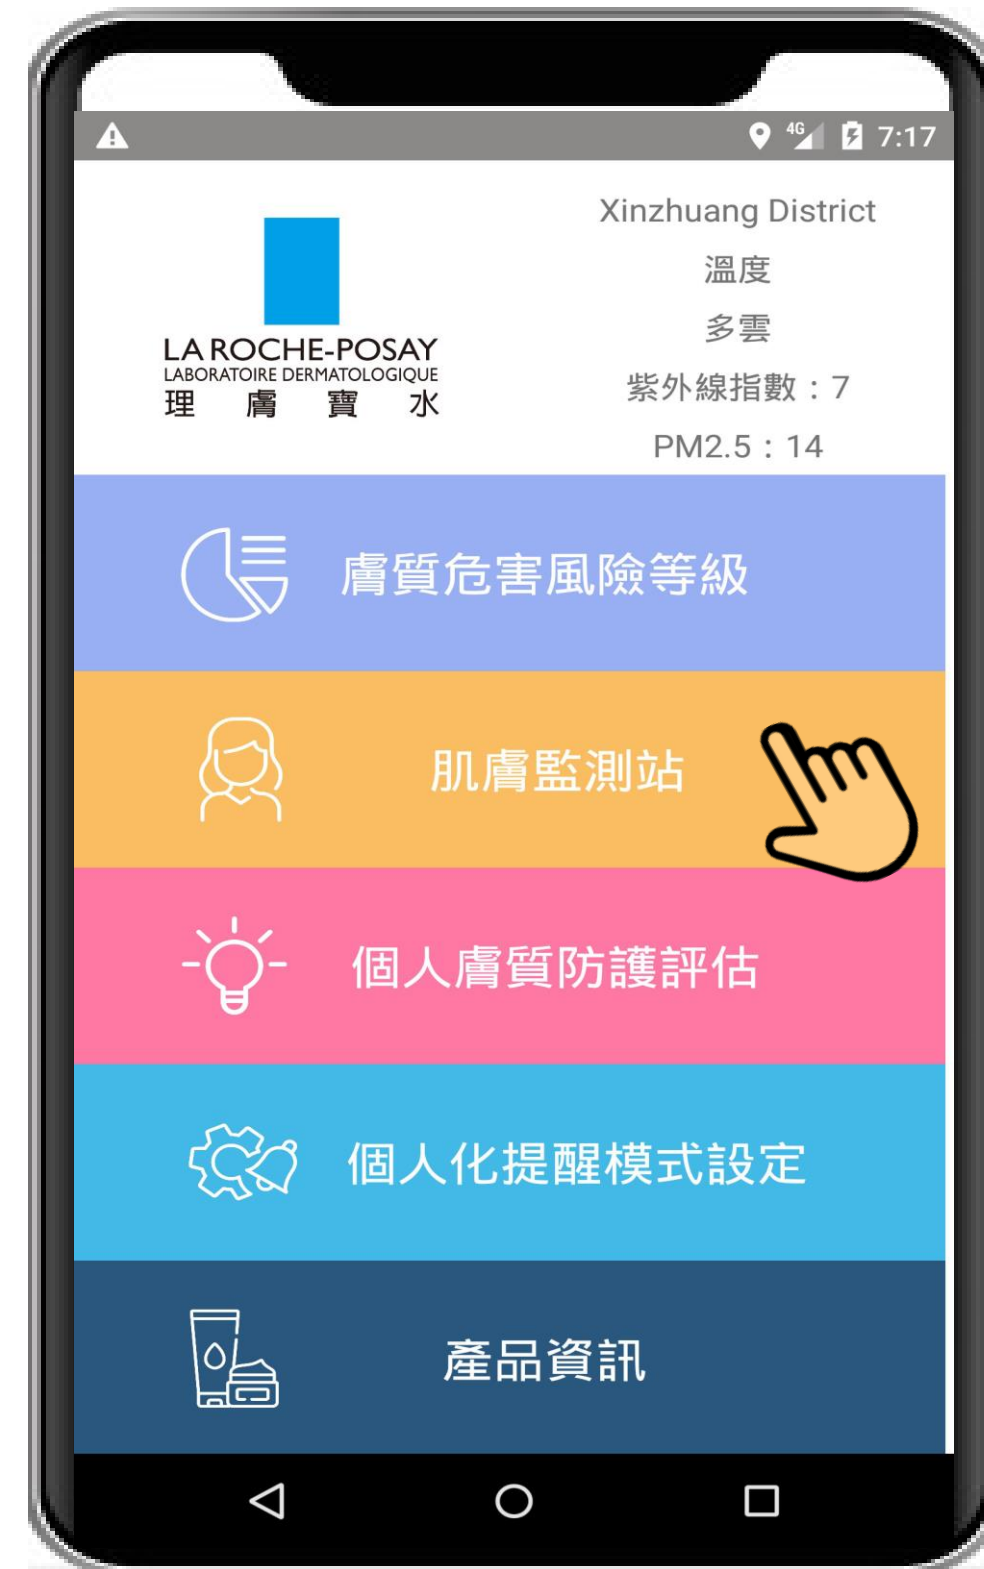 4G 7:17
LA ROCHE-POSAY
LABORATOIRE DERMATOLOGIQUE
理膚寶水
Xinzhuang District
溫度
多雲
紫外線指數：7
PM2.5：14
膚質危害風險等級
肌膚監測站
個人膚質防護評估
個人化提醒模式設定
產品資訊